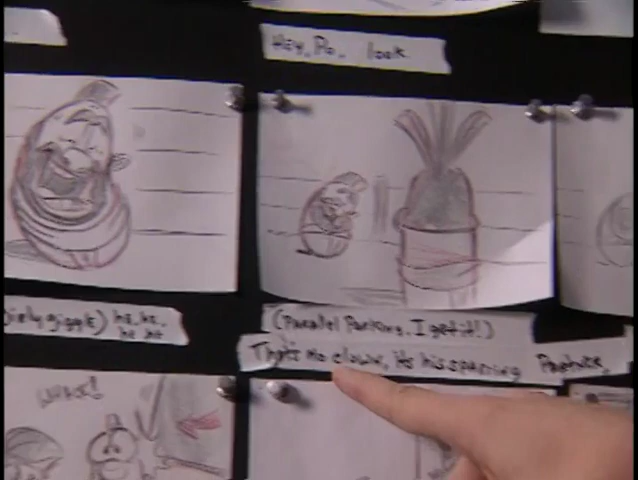 Hey, Po, look
giggle) he, he,
he he
(Parallel Parking, I get it!)
That's no clown, it's his sparring Partner.
WHAK!